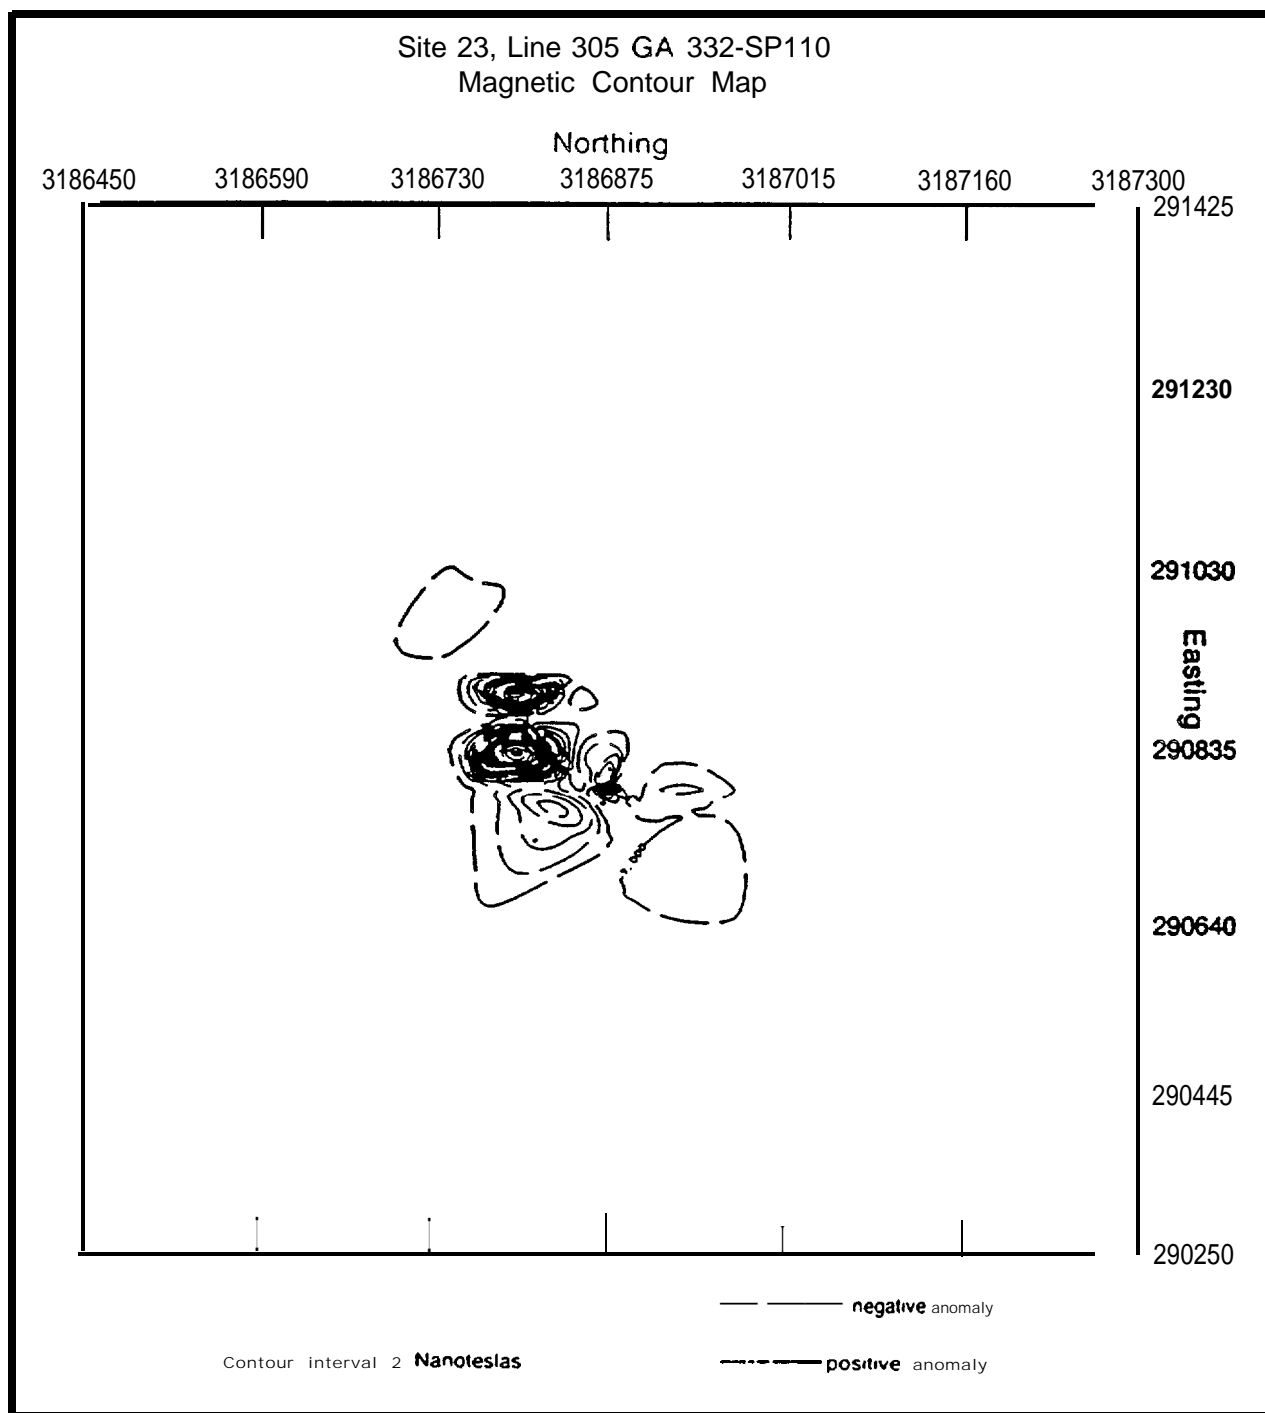 Site 23, Line 305 GA 332-SP110
Magnetic Contour Map
Northing
3186450 3186590 3186730 3186875 3187015 3187160 3187300
291425
291230
291030
Easting
290835
290640
290445
290250
negative anomaly
Contour interval 2 Nanoteslas
positive anomaly